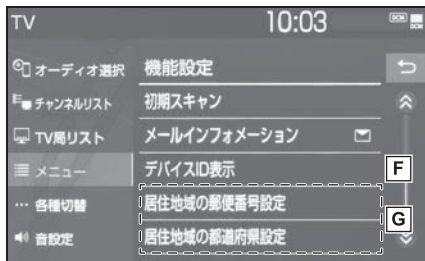 TV 10:03 DCM
オーディオ選択
機能設定
チャンネルリスト
初期スキャン
TV局リスト
メールインフォメーション
メニュー
デバイスID表示
F
各種切替
居住地域の郵便番号設定
G
音設定
居住地域の都道府県設定